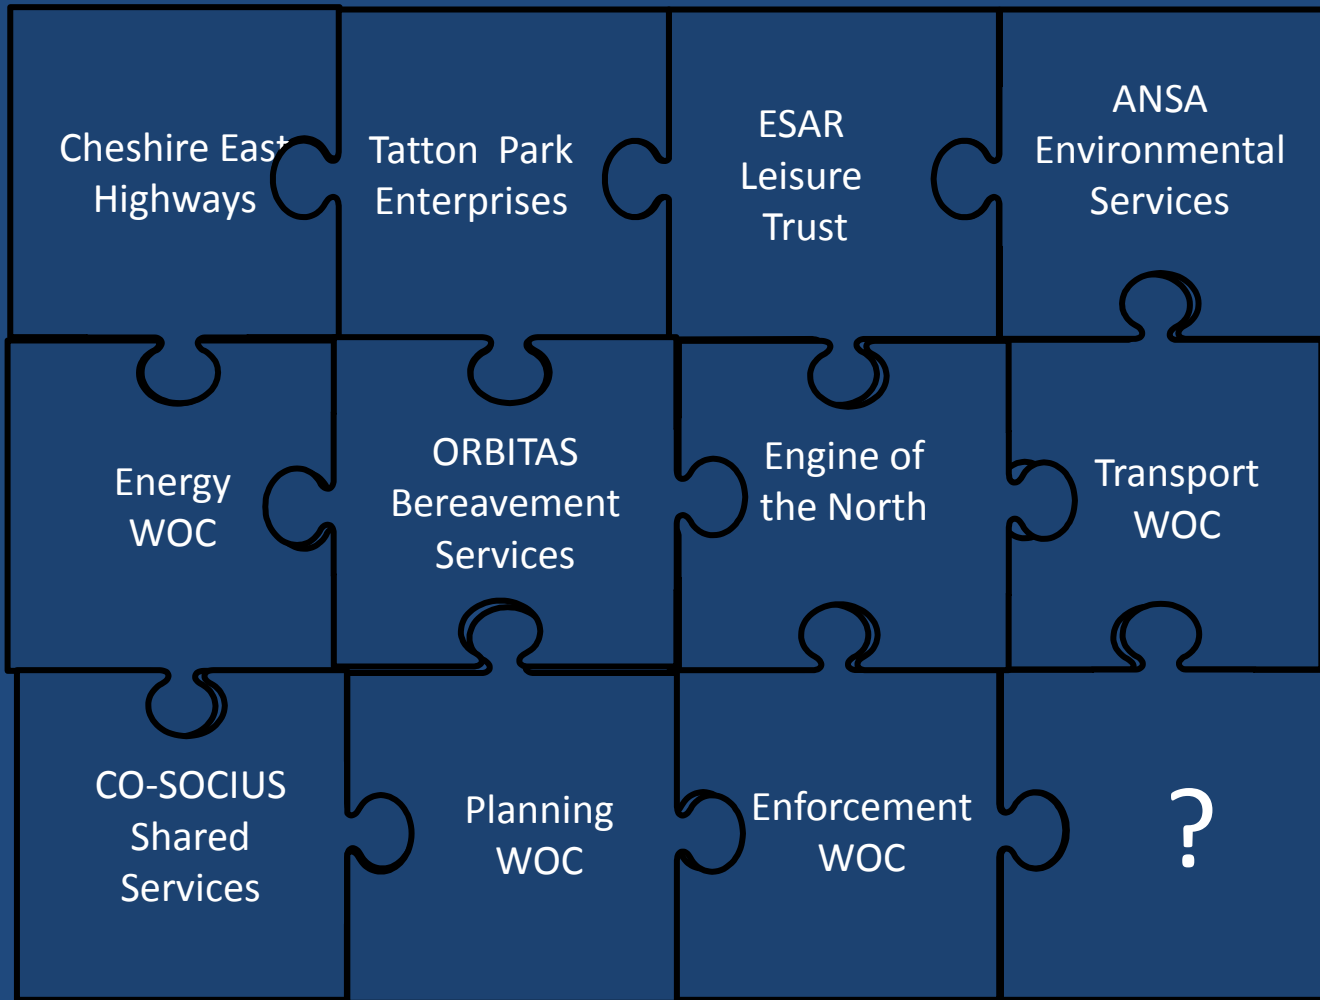 Cheshire East
Highways
Tatton Park
Enterprises
ESAR
Leisure
Trust
ANSA
Environmental
Services
Energy
WOC
ORBITAS
Bereavement
Services
Engine of
the North
Transport
WOC
CO-SOCIUS
Shared
Services
Planning
WOC
Enforcement
WOC
?